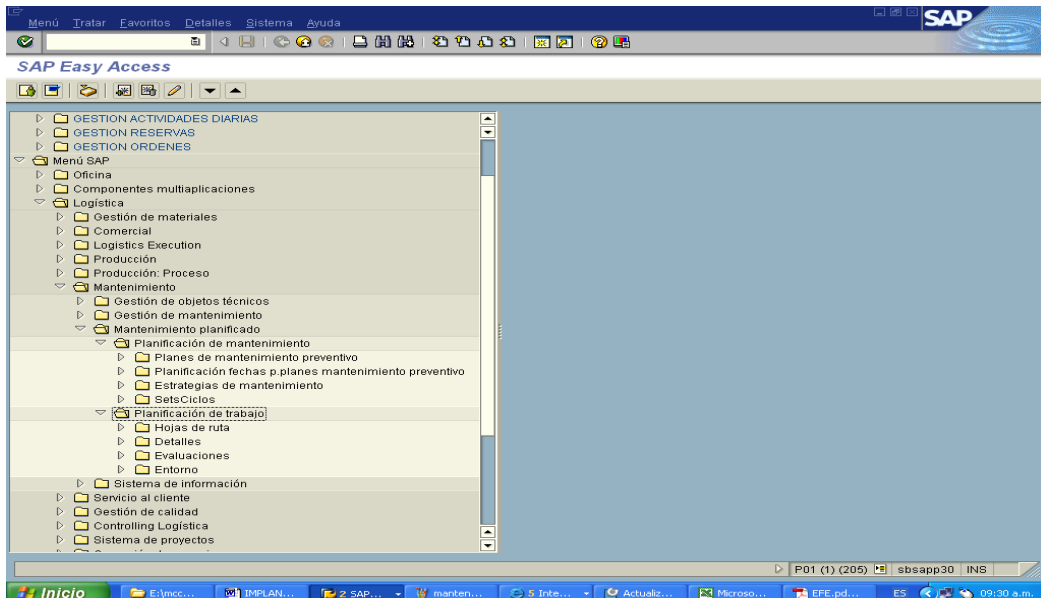 Menú Tratar Favoritos Detalles Sistema Ayuda
SAP
SAP Easy Access
GESTION ACTIVIDADES DIARIAS
GESTION RESERVAS
GESTION ORDENES
Menú SAP
Oficina
Componentes multiaplicaciones
Logística
Gestión de materiales
Comercial
Logistics Execution
Producción
Producción: Proceso
Mantenimiento
Gestión de objetos técnicos
Gestión de mantenimiento
Mantenimiento planificado
Planificación de mantenimiento
Planes de mantenimiento preventivo
Planificación fechas p.planes mantenimiento preventivo
Estrategias de mantenimiento
SetsCiclos
Planificación de trabajo
Hojas de ruta
Detalles
Evaluaciones
Entorno
Sistema de información
Servicio al cliente
Gestión de calidad
Controlling Logística
Sistema de proyectos
P01 (1) (205) sbsapp30 INS
Inicio E:\mcc... IMPLAN... 2 SAP... manten... 5 Inte... Actualiz... Microso... EFE.pd... ES 09:30 a.m.